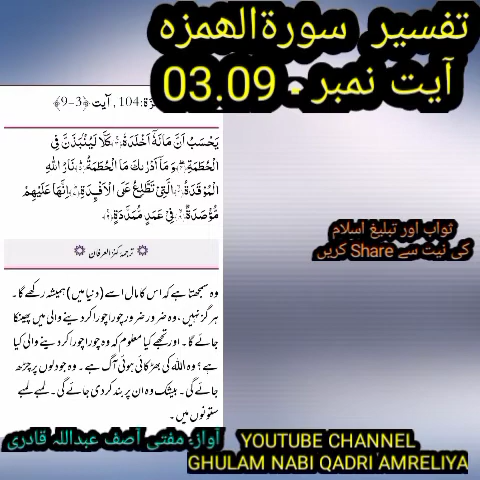 تفسیر سورۃالھمزہ
آیت نمبر ۔ 03.09
ۃ:104, آیت ﴿3-9﴾
یَحْسَبُ اَنَّ مَالَهٗۤ اَخْلَدَهٗۚ كَلَّا لَیُنْۢبَذَنَّ فِی
الْحُطَمَةِ وَ مَاۤ اَدْرٰىكَ مَا الْحُطَمَةُ نَارُ اللّٰهِ
الْمُوْقَدَةُ الَّتِیْ تَطَّلِعُ عَلَى الْاَفْـٕدَةِ اِنَّهَا عَلَیْهِمْ
مُّؤْصَدَةٌ فِیْ عَمَدٍ مُّمَدَّدَةٍ
ترجمۂ کنزالعرفان
وہ سمجھتا ہے کہ اس کا مال اسے (دنیا میں) ہمیشہ رکھے گا۔
ہرگز نہیں، وہ ضرور ضرور چورا چورا کردینے والی میں پھینکا
جائے گا۔ اور تجھے کیا معلوم کہ وہ چورا چورا کردینے والی کیا
ہے؟ وہ اللہ کی بھڑکائی ہوئی آگ ہے۔ وہ جو دلوں پر چڑھ
جائے گی۔ بیشک وہ ان پر بند کردی جائے گی۔ لمبے لمبے
ستونوں میں۔
ثواب اور تبلیغ اسلام
کی نیت سے Share کریں
آواز مفتی آصف عبداللہ قادری
YOUTUBE CHANNEL
GHULAM NABI QADRI AMRELIYA